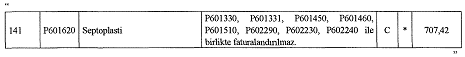 “
141 P601620 Septoplasti P601330, P601331, P601450, P601460,
P601510, P602290, P602230, P602240 ile
birlikte faturalandırılmaz. C * 707,42
”